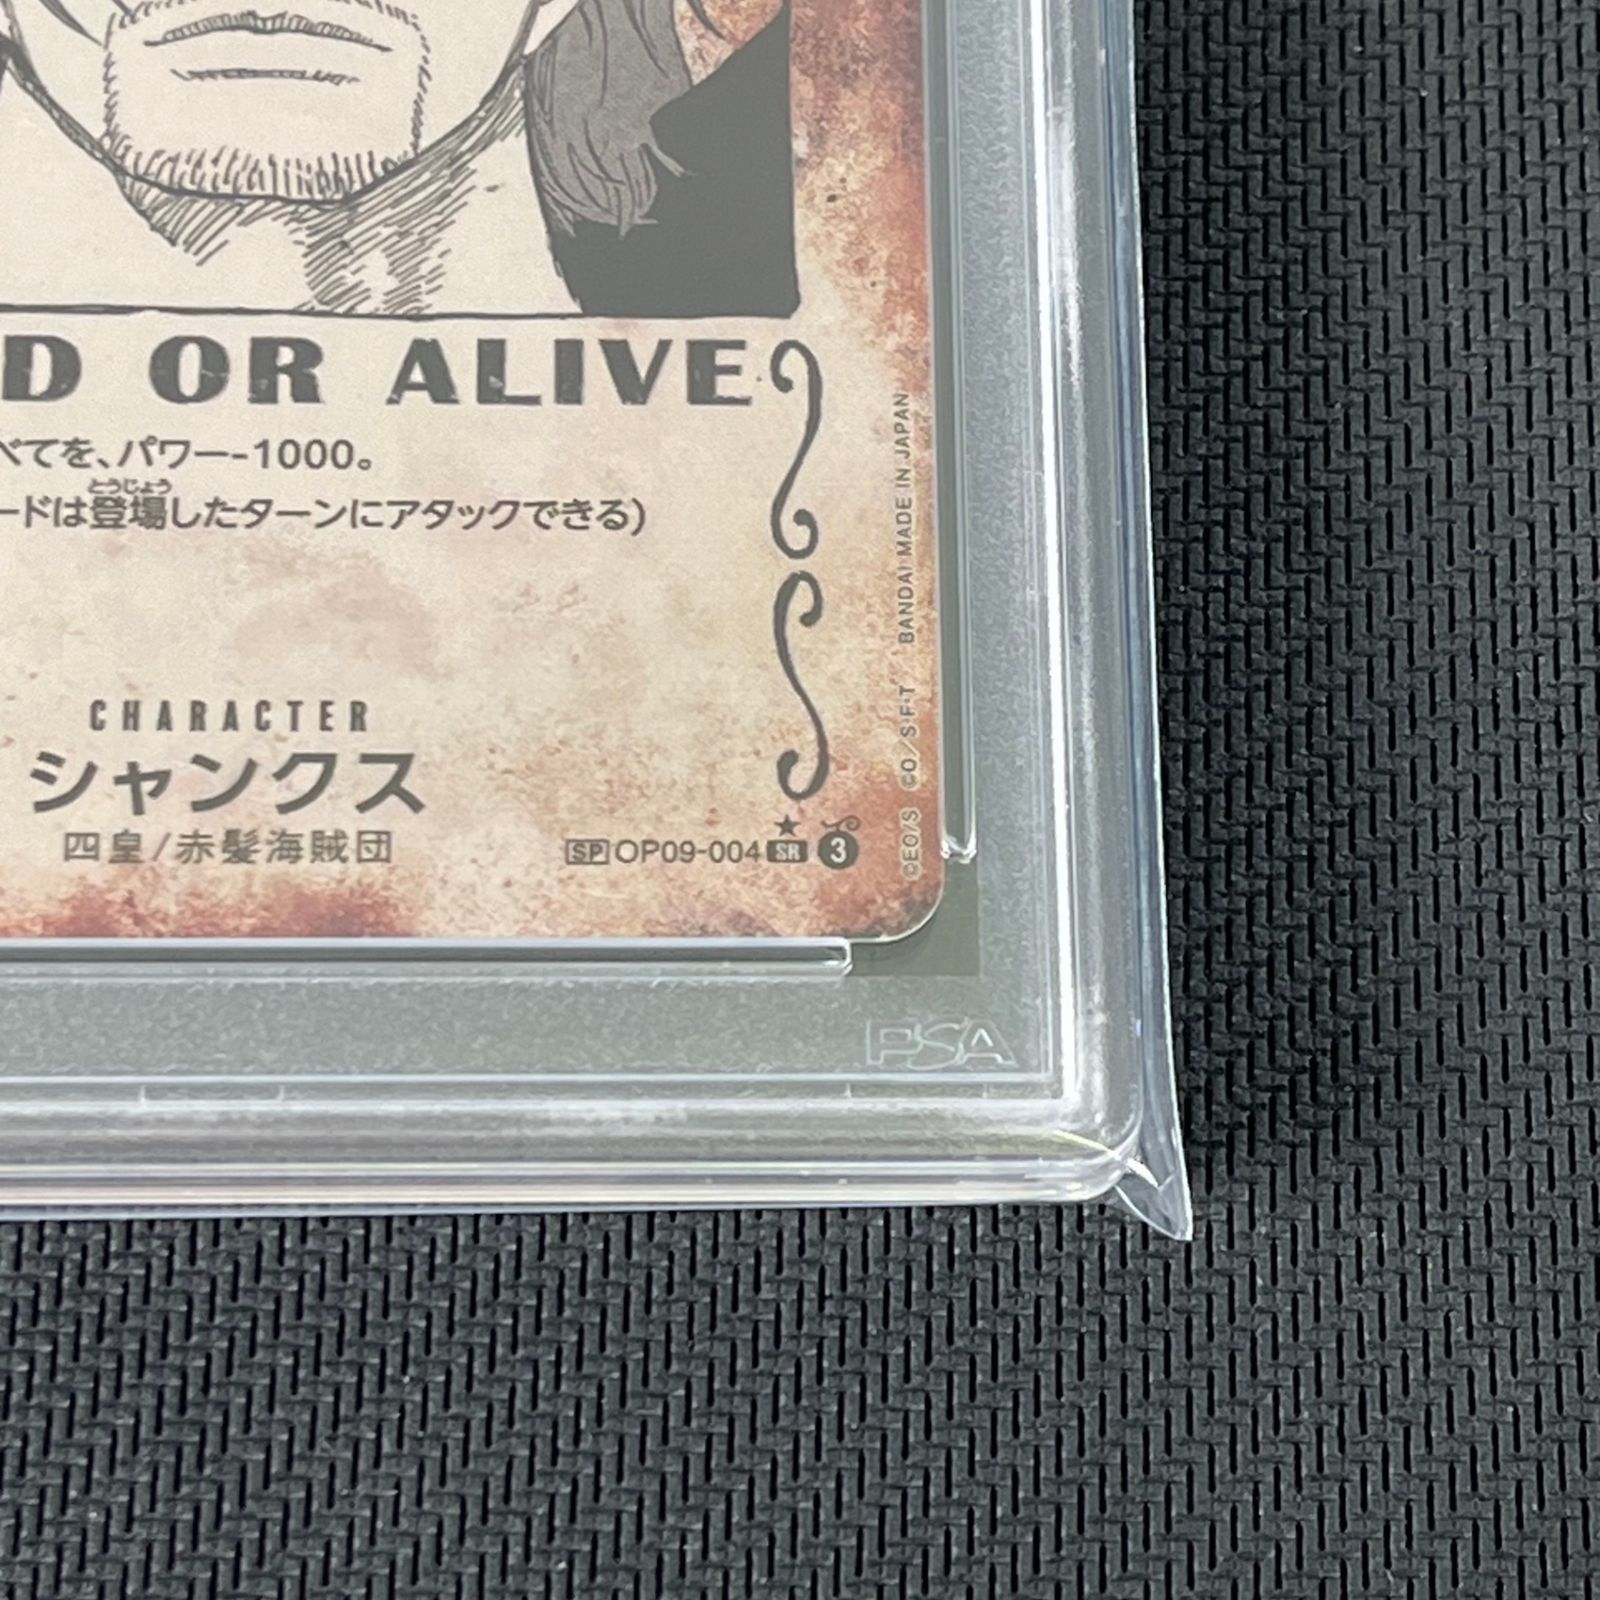 D OR ALIVE
べてを、パワー-1000。
とうじょう
ードは登場したターンにアタックできる)
CHARACTER
シャンクス
四皇/赤髪海賊団
SP OP09-004 SR 3
©EO/S ©O/S・F・T BANDAI MADE IN JAPAN
PSA